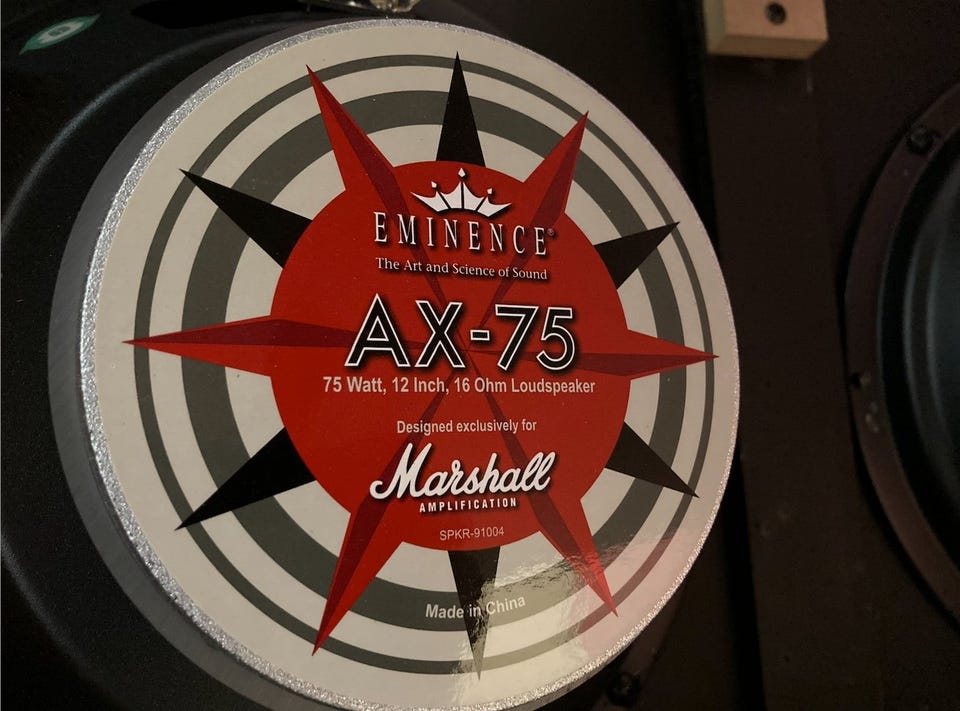 EMINENCE®
The Art and Science of Sound
AX-75
75 Watt, 12 Inch, 16 Ohm Loudspeaker
Designed exclusively for
Marshall
AMPLIFICATION
SPKR-91004
Made in China